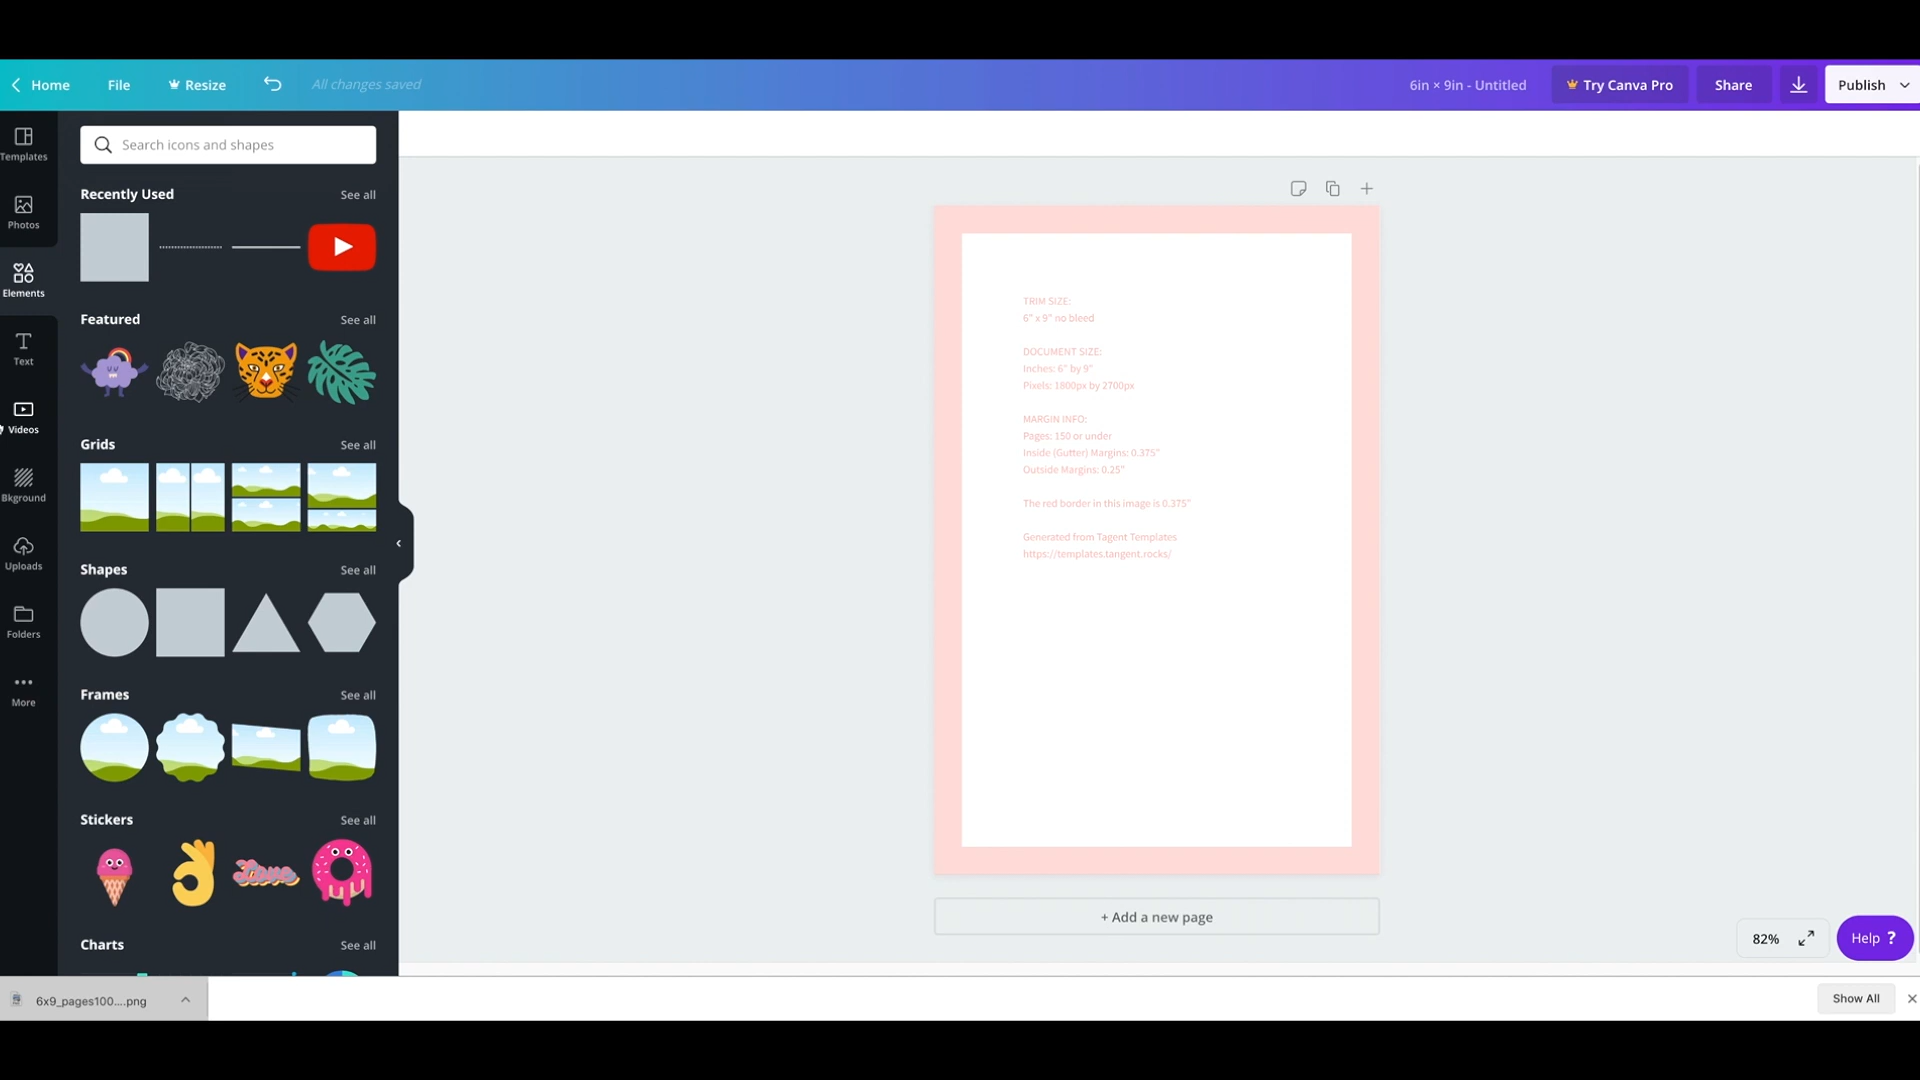 Home
File
Resize
All changes saved
6in × 9in - Untitled
Try Canva Pro
Share
Publish
Templates
Photos
Elements
Text
Videos
Bkground
Uploads
Folders
More
Search icons and shapes
Recently Used
See all
Featured
See all
Grids
See all
Shapes
See all
Frames
See all
Stickers
See all
Love
Charts
See all
TRIM SIZE:
6" x 9" no bleed
DOCUMENT SIZE:
Inches: 6" by 9"
Pixels: 1800px by 2700px
MARGIN INFO:
Pages: 150 or under
Inside (Gutter) Margins: 0.375"
Outside Margins: 0.25"
The red border in this image is 0.375"
Generated from Tagent Templates
https://templates.tangent.rocks/
+ Add a new page
82%
Help ?
6x9_pages100....png
Show All